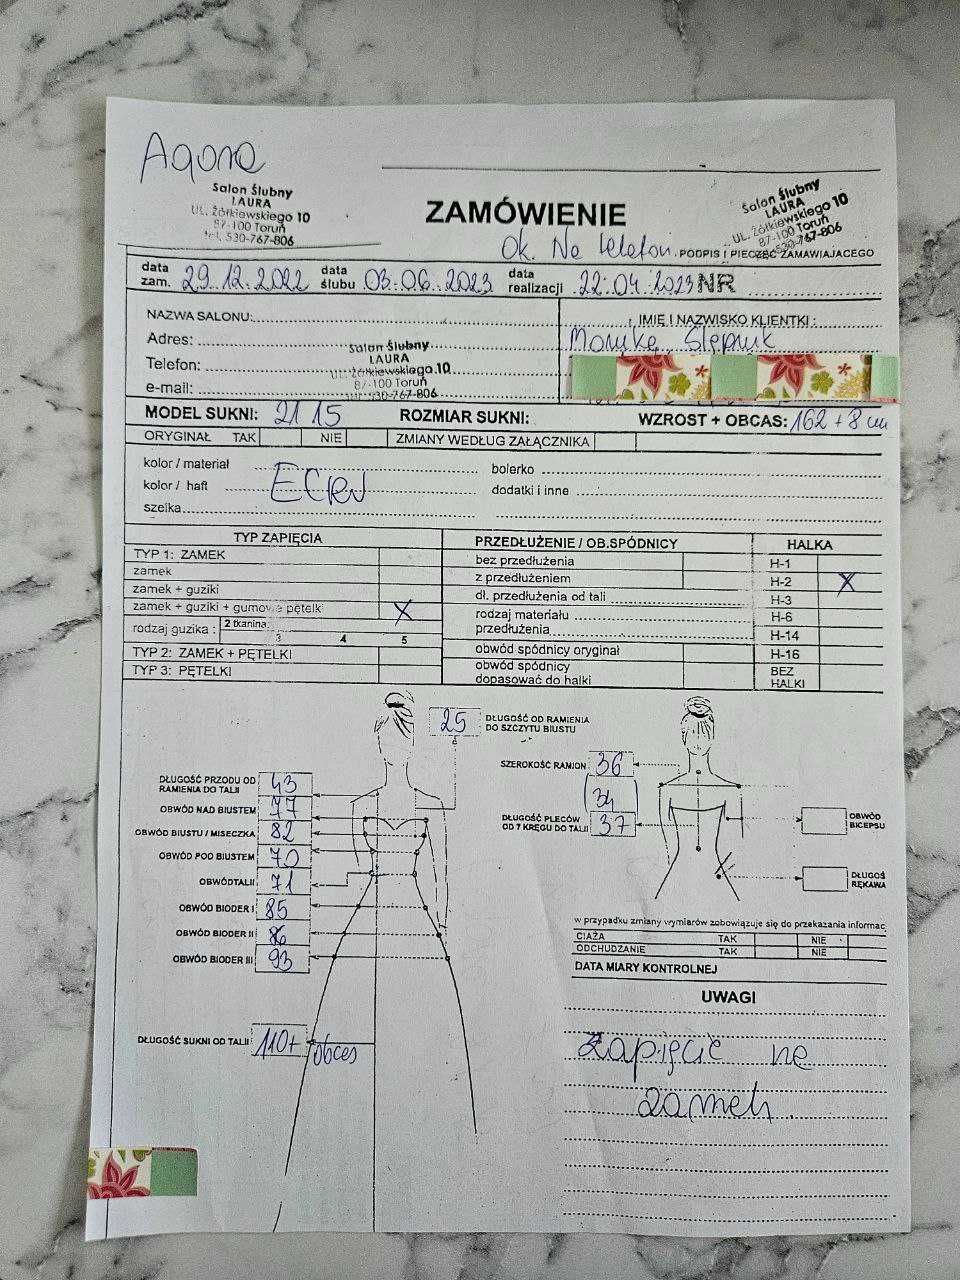 Agora
Salon Ślubny
LAURA
UL. Żółkiewskiego 10
87-100 Toruń
tel. 530-767-806
ZAMÓWIENIE
Salon Ślubny
LAURA
UL. Żółkiewskiego 10
87-100 Toruń
530-767-806
Ok. Na telefon. PODPIS I PIECZĘĆ ZAMAWIAJĄCEGO
data zam. 29.12.2022 data ślubu 03.06.2023 data realizacji 22.04.2023 NR
NAZWA SALONU:
IMIĘ I NAZWISKO KLIENTKI :
Adres:
Monika
Telefon:
e-mail:
Salon Ślubny
LAURA
UL. Żółkiewskiego 10
87-100 Toruń
tel. 530-767-806
MODEL SUKNI: 2115 ROZMIAR SUKNI: WZROST + OBCAS: 162 + 8 cm
ORYGINAŁ TAK NIE ZMIANY WEDŁUG ZAŁĄCZNIKA
kolor / materiał
bolerko
kolor / haft ECRU
dodatki i inne
szelka
TYP ZAPIĘCIA
TYP 1: ZAMEK
zamek
zamek + guziki
zamek + guziki + gumowe pętelki X
rodzaj guzika : 2 tkanina:
3 4 5
TYP 2: ZAMEK + PĘTELKI
TYP 3: PĘTELKI
PRZEDŁUŻENIE / OB.SPÓDNICY
bez przedłużenia
z przedłużeniem
dł. przedłużenia od tali
rodzaj materiału
przedłużenia
obwód spódnicy oryginał
obwód spódnicy
dopasować do halki
HALKA
H-1
H-2 X
H-3
H-6
H-14
H-16
BEZ
HALKI
25 DŁUGOŚĆ OD RAMIENIA
DO SZCZYTU BIUSTU
DŁUGOŚĆ PRZODU OD
RAMIENIA DO TALII 43
OBWÓD NAD BIUSTEM 77
OBWÓD BIUSTU / MISECZKA 82
OBWÓD POD BIUSTEM 70
OBWÓD TALII 71
OBWÓD BIODER I 85
OBWÓD BIODER II 86
OBWÓD BIODER III 93
DŁUGOŚĆ SUKNI OD TALII 110+ obcas
SZEROKOŚĆ RAMION 36
34
DŁUGOŚĆ PLECÓW
OD 7 KRĘGU DO TALII 37
OBWÓD
BICEPSU
DŁUGOŚ
RĘKAWA
w przypadku zmiany wymiarów zobowiązuje się do przekazania informac
CIĄŻA TAK NIE
ODCHUDZANIE TAK NIE
DATA MIARY KONTROLNEJ
UWAGI
Zapięcie na
zamek.